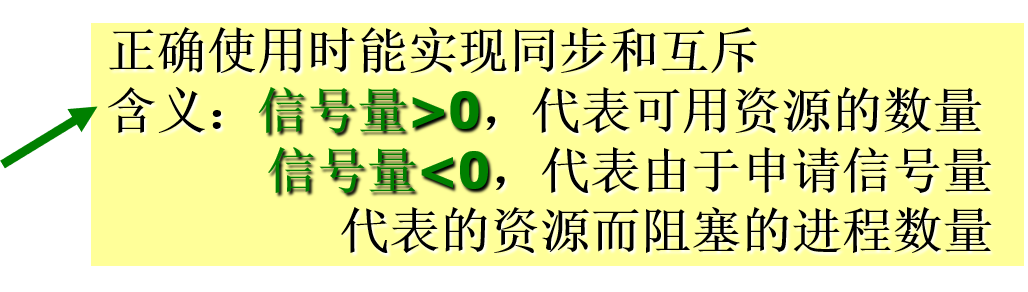 正确使用时能实现同步和互斥
含义：信号量>0，代表可用资源的数量
信号量<0，代表由于申请信号量
代表的资源而阻塞的进程数量